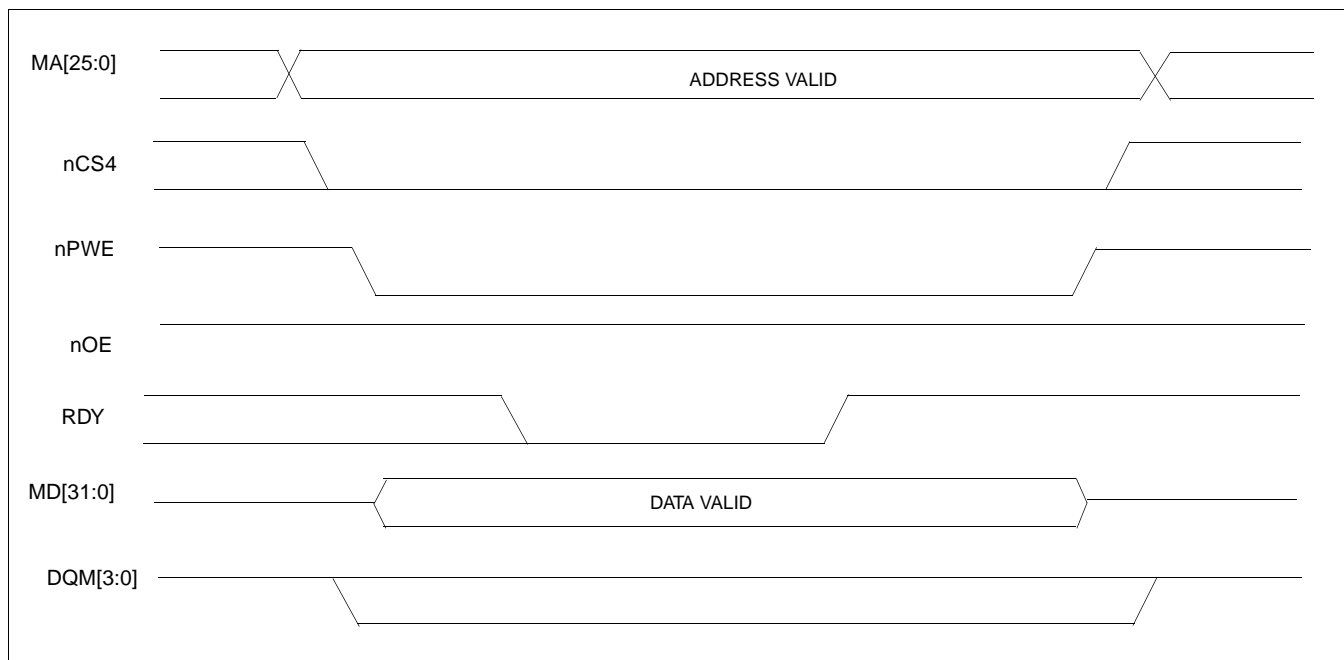 MA[25:0]
ADDRESS VALID
nCS4
nPWE
nOE
RDY
MD[31:0]
DATA VALID
DQM[3:0]